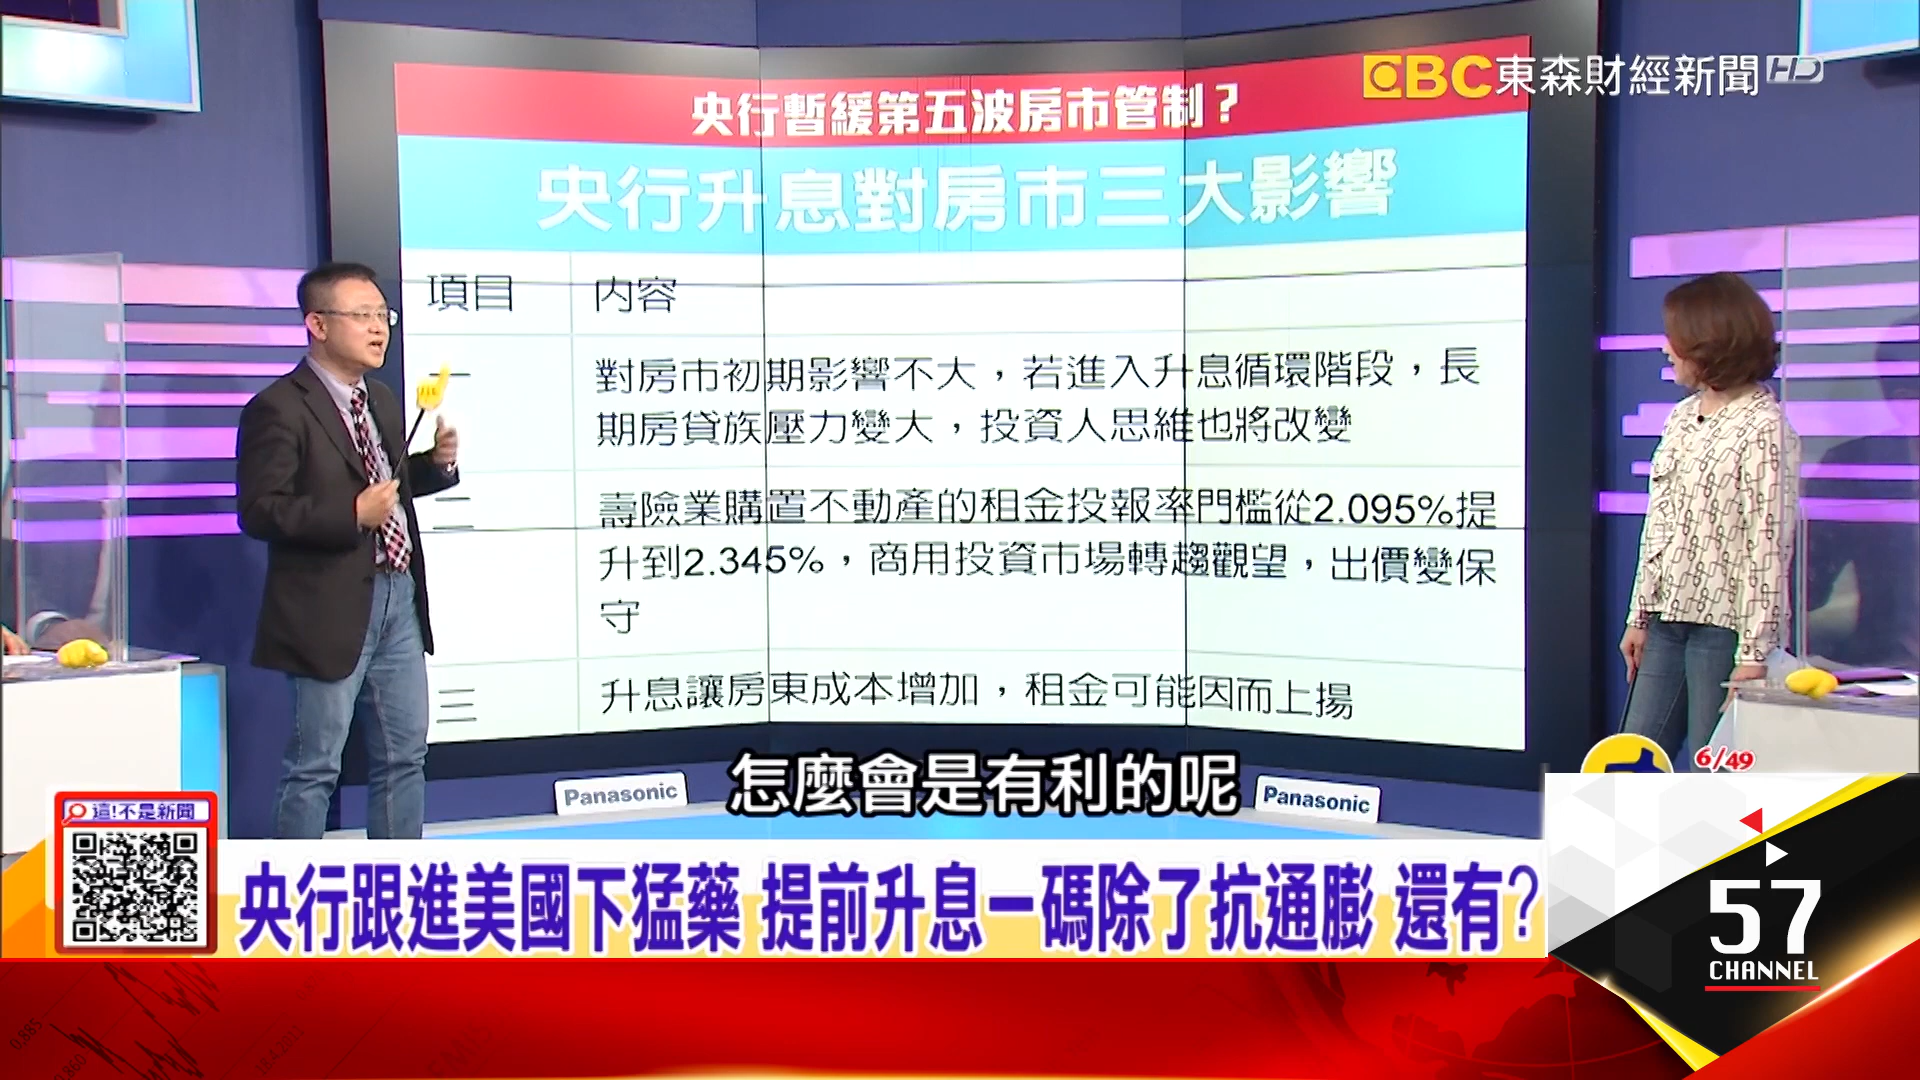 EBC東森財經新聞HD
央行暫緩第五波房市管制？
央行升息對房市三大影響
項目 內容
一 對房市初期影響不大，若進入升息循環階段，長
期房貸族壓力變大，投資人思維也將改變
二 壽險業購置不動產的租金投報率門檻從2.095%提
升到2.345%，商用投資市場轉趨觀望，出價變保
守
三 升息讓房東成本增加，租金可能因而上揚
Panasonic
怎麼會是有利的呢
Panasonic
6/49
這!不是新聞
央行跟進美國下猛藥 提前升息一碼除了抗通膨 還有?
57
CHANNEL
0.885
0.860